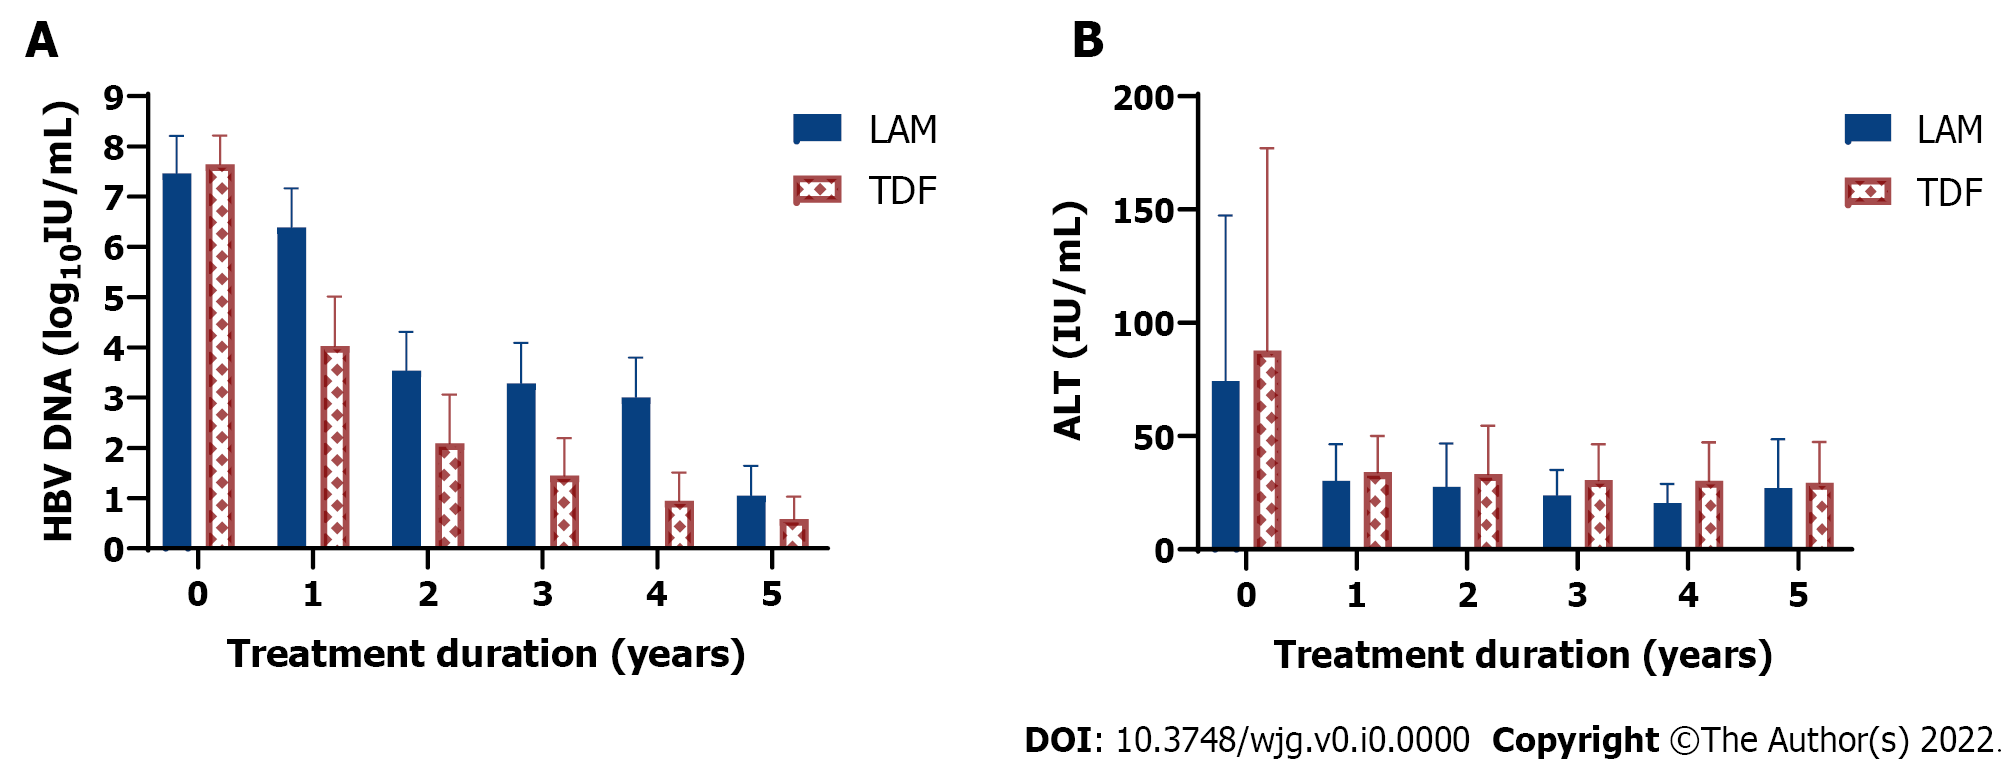 A
HBV DNA (log10IU/mL)
9
8
7
6
5
4
3
2
1
0
0 1 2 3 4 5
Treatment duration (years)
LAM
TDF
B
ALT (IU/mL)
200
150
100
50
0
0 1 2 3 4 5
Treatment duration (years)
LAM
TDF
DOI: 10.3748/wjg.v0.i0.0000 Copyright ©The Author(s) 2022.